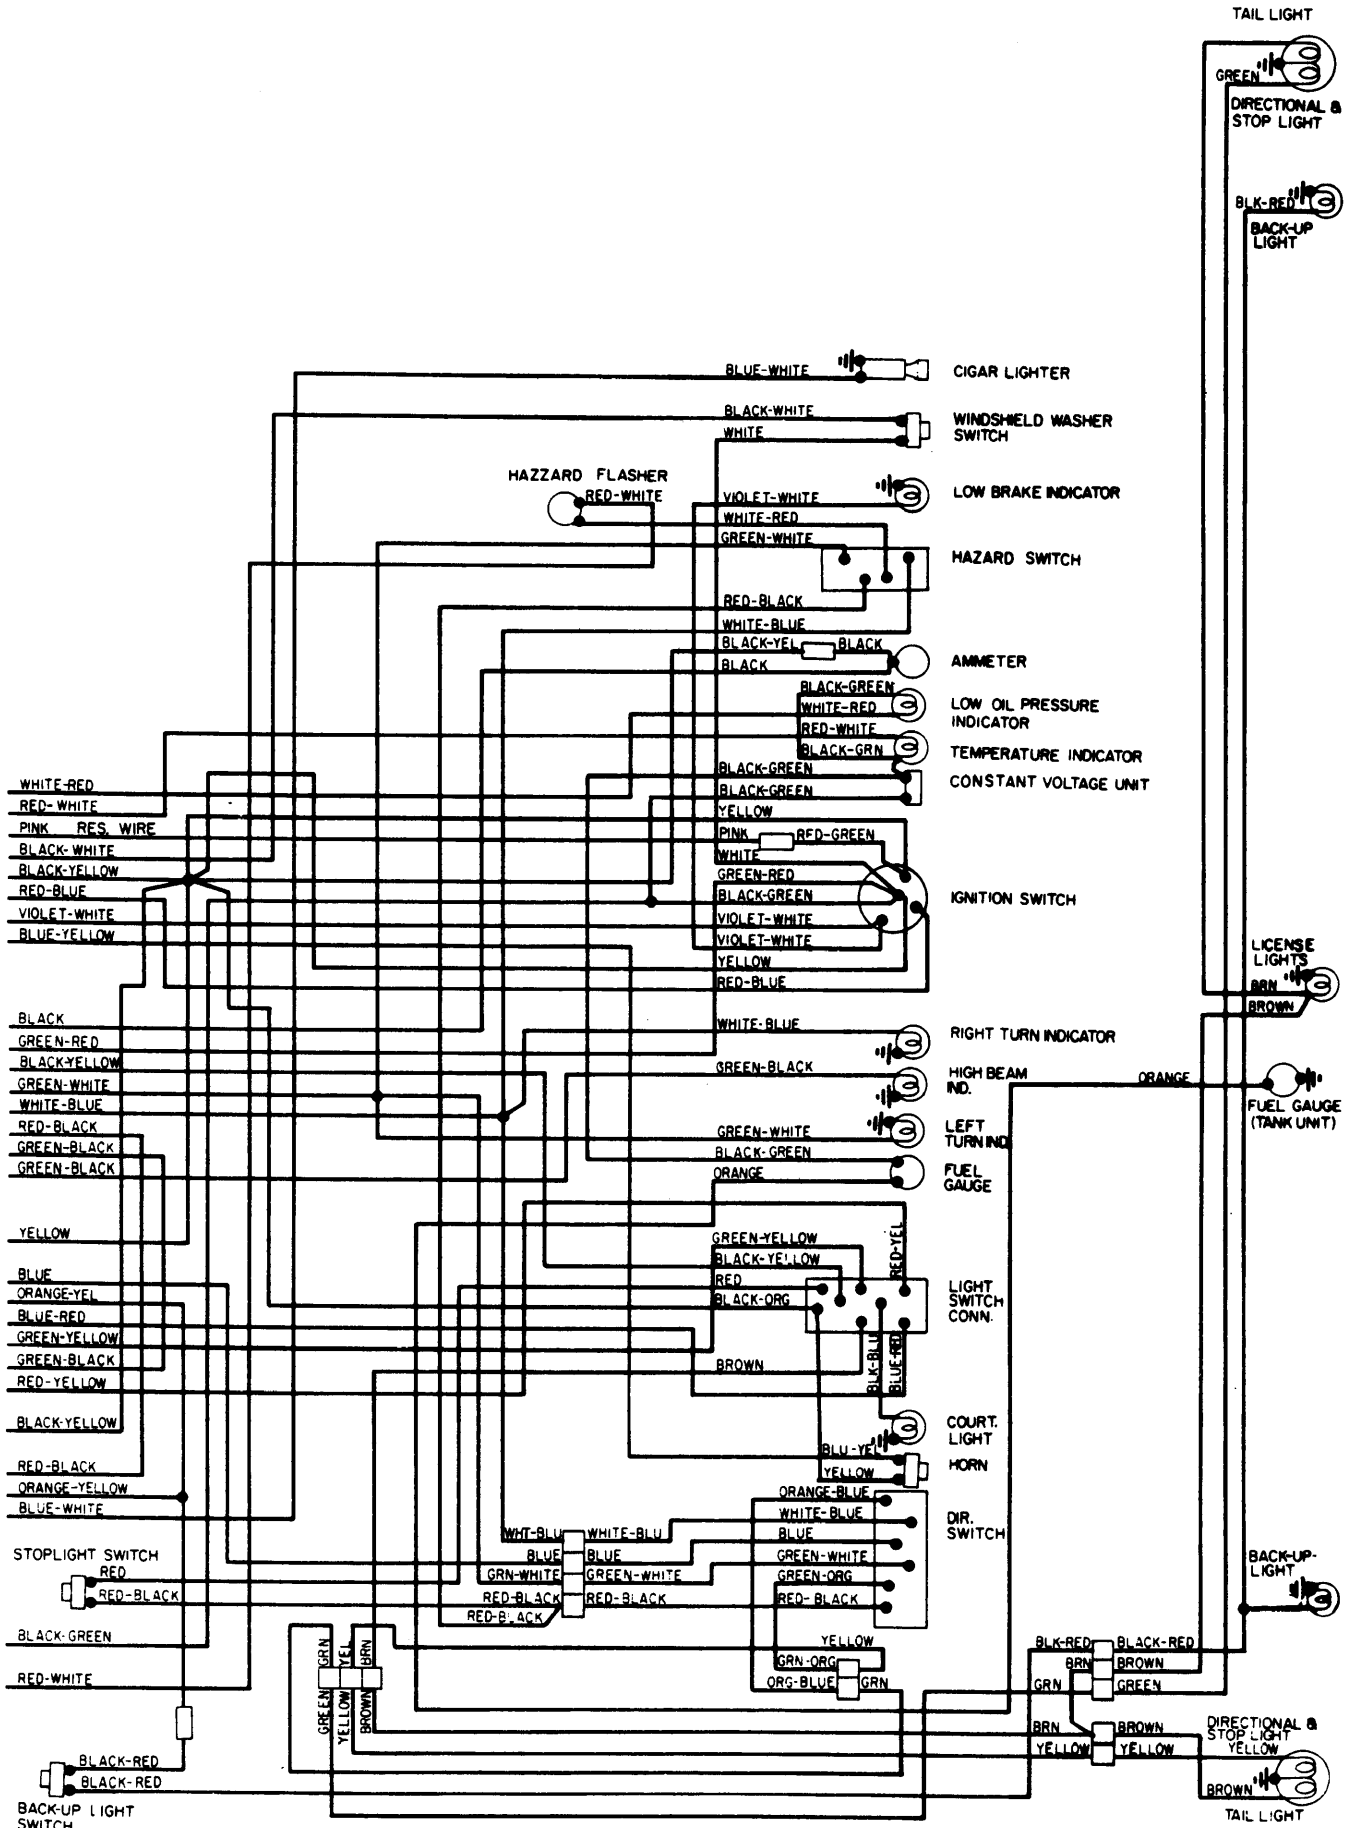 TAIL LIGHT
GREEN
DIRECTIONAL &
STOP LIGHT
BLK-RED
BACK-UP
LIGHT
BLUE-WHITE
CIGAR LIGHTER
BLACK-WHITE
WINDSHIELD WASHER
SWITCH
WHITE
HAZZARD FLASHER
RED-WHITE
VIOLET-WHITE
LOW BRAKE INDICATOR
WHITE-RED
GREEN-WHITE
HAZARD SWITCH
RED-BLACK
WHITE-BLUE
BLACK-YEL
BLACK
AMMETER
BLACK
BLACK-GREEN
WHITE-RED
LOW OIL PRESSURE
INDICATOR
RED-WHITE
BLACK-GRN
TEMPERATURE INDICATOR
BLACK-GREEN
CONSTANT VOLTAGE UNIT
BLACK-GREEN
YELLOW
PINK
RED-GREEN
WHITE
GREEN-RED
BLACK-GREEN
IGNITION SWITCH
VIOLET-WHITE
VIOLET-WHITE
YELLOW
RED-BLUE
WHITE-RED
RED-WHITE
PINK RES. WIRE
BLACK-WHITE
BLACK-YELLOW
RED-BLUE
VIOLET-WHITE
BLUE-YELLOW
LICENSE
LIGHTS
BRN
BROWN
BLACK
GREEN-RED
BLACK-YELLOW
GREEN-WHITE
WHITE-BLUE
RED-BLACK
GREEN-BLACK
GREEN-BLACK
WHITE-BLUE
RIGHT TURN INDICATOR
GREEN-BLACK
HIGH BEAM
IND.
ORANGE
FUEL GAUGE
(TANK UNIT)
GREEN-WHITE
LEFT
TURN IND
BLACK-GREEN
ORANGE
FUEL
GAUGE
YELLOW
BLUE
ORANGE-YEL
BLUE-RED
GREEN-YELLOW
GREEN-BLACK
RED-YELLOW
BLACK-YELLOW
RED-BLACK
ORANGE-YELLOW
BLUE-WHITE
GREEN-YELLOW
BLACK-YELLOW
RED
BLACK-ORG
RED-YEL
LIGHT
SWITCH
CONN.
BROWN
BLK-BLU
BLUE-RED
COURT.
LIGHT
BLU-YEL
HORN
YELLOW
ORANGE-BLUE
WHITE-BLUE
BLUE
GREEN-WHITE
GREEN-ORG
RED-BLACK
DIR.
SWITCH
WHT-BLU
WHITE-BLU
BLUE
BLUE
GRN-WHITE
GREEN-WHITE
RED-BLACK
RED-BLACK
RED-BLACK
STOPLIGHT SWITCH
RED
RED-BLACK
BLACK-GREEN
RED-WHITE
BACK-UP-
LIGHT
GRN
YEL
BRN
GREEN
YELLOW
BROWN
YELLOW
GRN-ORG
ORG-BLUE
GRN
BLK-RED
BLACK-RED
BRN
BROWN
GRN
GREEN
BRN
BROWN
YELLOW
YELLOW
DIRECTIONAL &
STOP LIGHT
YELLOW
BROWN
TAIL LIGHT
BLACK-RED
BLACK-RED
BACK-UP LIGHT
SWITCH